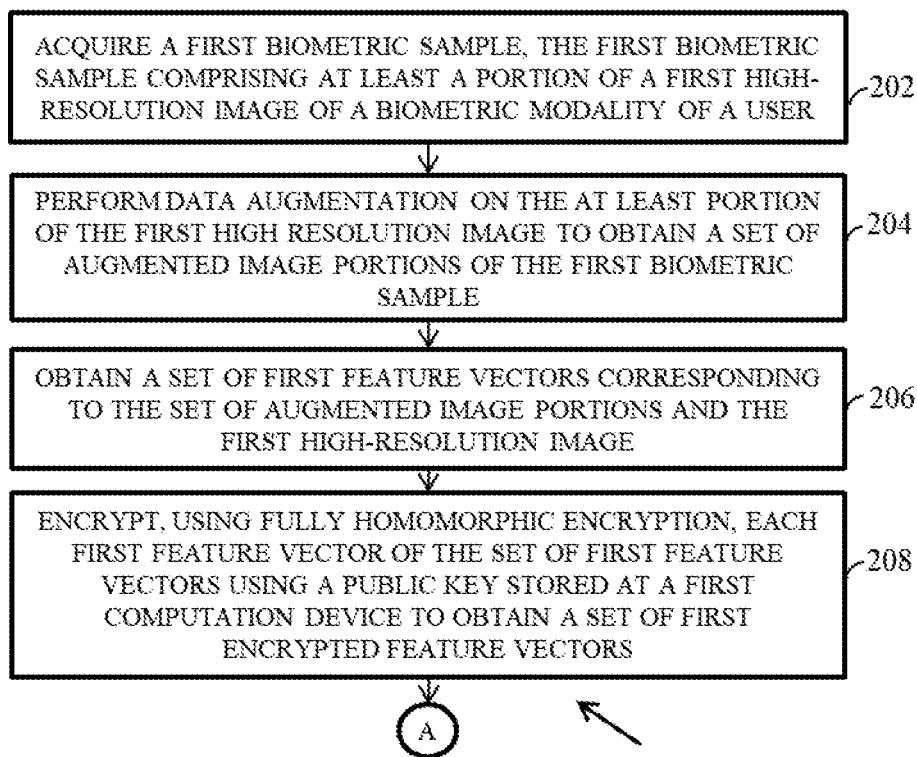 ACQUIRE A FIRST BIOMETRIC SAMPLE, THE FIRST BIOMETRIC
SAMPLE COMPRISING AT LEAST A PORTION OF A FIRST HIGH-
RESOLUTION IMAGE OF A BIOMETRIC MODALITY OF A USER
202
PERFORM DATA AUGMENTATION ON THE AT LEAST PORTION
OF THE FIRST HIGH RESOLUTION IMAGE TO OBTAIN A SET OF
AUGMENTED IMAGE PORTIONS OF THE FIRST BIOMETRIC
SAMPLE
204
OBTAIN A SET OF FIRST FEATURE VECTORS CORRESPONDING
TO THE SET OF AUGMENTED IMAGE PORTIONS AND THE
FIRST HIGH-RESOLUTION IMAGE
206
ENCRYPT, USING FULLY HOMOMORPHIC ENCRYPTION, EACH
FIRST FEATURE VECTOR OF THE SET OF FIRST FEATURE
VECTORS USING A PUBLIC KEY STORED AT A FIRST
COMPUTATION DEVICE TO OBTAIN A SET OF FIRST
ENCRYPTED FEATURE VECTORS
208
A